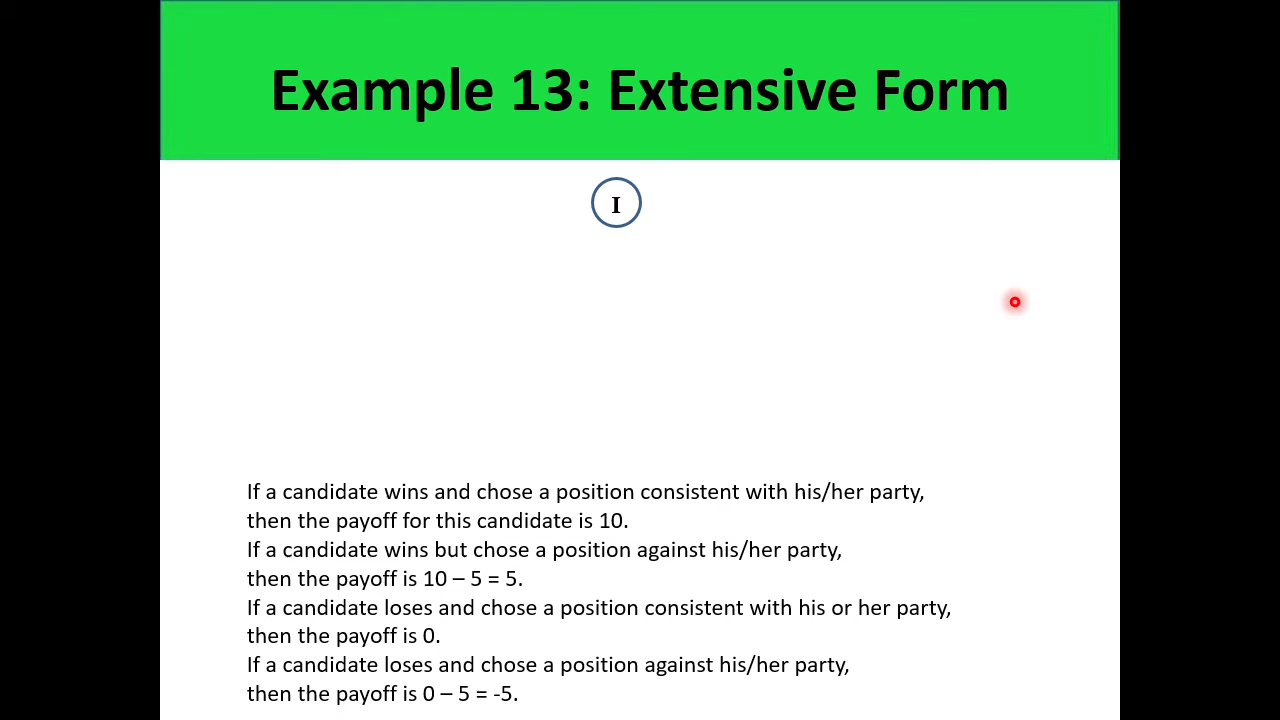 Example 13: Extensive Form
I
If a candidate wins and chose a position consistent with his/her party,
then the payoff for this candidate is 10.
If a candidate wins but chose a position against his/her party,
then the payoff is 10 – 5 = 5.
If a candidate loses and chose a position consistent with his or her party,
then the payoff is 0.
If a candidate loses and chose a position against his/her party,
then the payoff is 0 – 5 = -5.